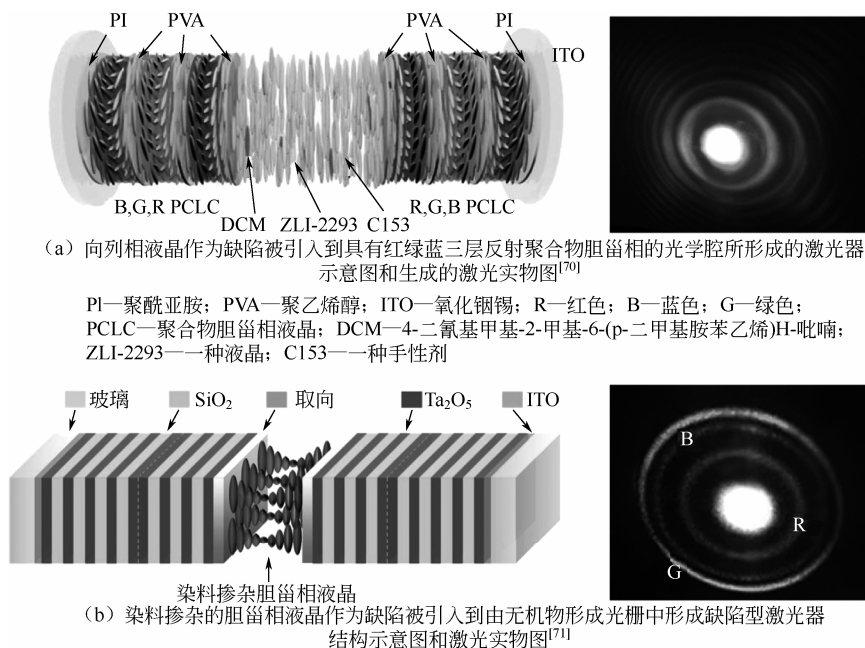 PI PVA PVA PI
ITO
B,G,R PCLC R,G,B PCLC
DCM ZLI-2293 C153
（a）向列相液晶作为缺陷被引入到具有红绿蓝三层反射聚合物胆甾相的光学腔所形成的激光器
示意图和生成的激光实物图[70]
Pl—聚酰亚胺；PVA—聚乙烯醇；ITO—氧化铟锡；R—红色；B—蓝色；G—绿色；
PCLC—聚合物胆甾相液晶；DCM—4-二氰基甲基-2-甲基-6-(p-二甲基胺苯乙烯)H-吡喃；
ZLI-2293—一种液晶；C153—一种手性剂
玻璃 SiO2 取向 Ta2O5 ITO
B
R
G
染料掺杂胆甾相液晶
（b）染料掺杂的胆甾相液晶作为缺陷被引入到由无机物形成光栅中形成缺陷型激光器
结构示意图和激光实物图[71]